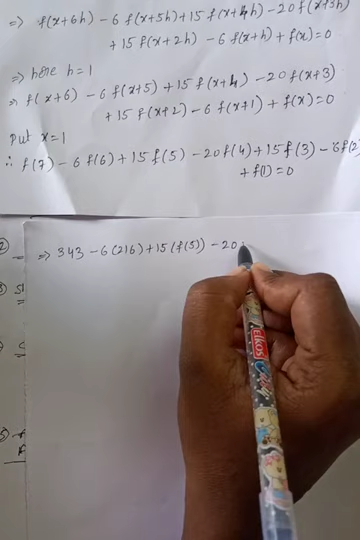 ⇒ f(x+6h) - 6 f(x+5h) + 15 f(x+4h) - 20 f(x+3h)
+ 15 f(x+2h) - 6 f(x+h) + f(x) = 0
⇒ here h = 1
⇒ f(x+6) - 6 f(x+5) + 15 f(x+4) - 20 f(x+3)
+ 15 f(x+2) - 6 f(x+1) + f(x) = 0
Put x = 1
∴ f(7) - 6 f(6) + 15 f(5) - 20 f(4) + 15 f(3) - 6 f(2)
+ f(1) = 0
② -
⇒ 343 - 6(216) + 15(f(5)) - 20
elkos